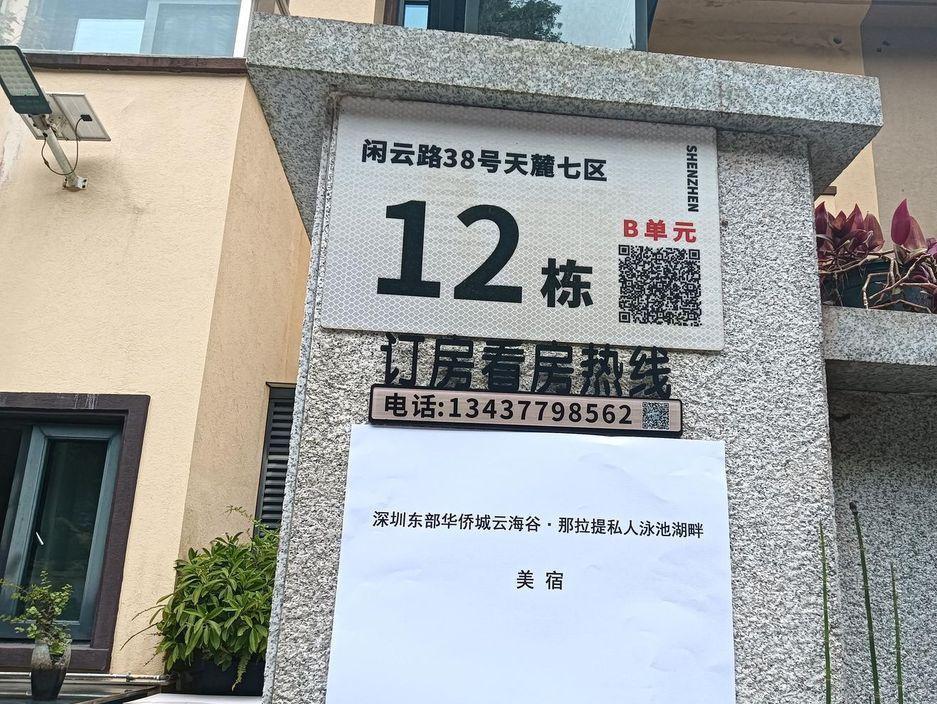 闲云路38号天麓七区
SHENZHEN
12栋
B单元
订房看房热线
电话:13437798562
深圳东部华侨城云海谷·那拉提私人泳池湖畔
美 宿